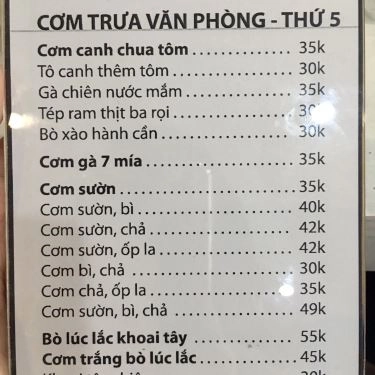 CƠM TRƯA VĂN PHÒNG - THỨ 5
Cơm canh chua tôm .................. 35k
Tô canh thêm tôm .................... 30k
Gà chiên nước mắm ................. 35k
Tép ram thịt ba rọi ....................
Bò xào hành cần ...................... 30k
Cơm gà 7 mía ........................... 35k
Cơm sườn ................................ 35k
Cơm sườn, bì ........................... 40k
Cơm sườn, chả ........................ 42k
Cơm sườn, ốp la ...................... 42k
Cơm bì, chả ............................. 30k
Cơm chả, ốp la ........................ 35k
Cơm sườn, bì, chả ................... 49k
Bò lúc lắc khoai tây ................. 55k
Cơm trắng bò lúc lắc ............... 45k